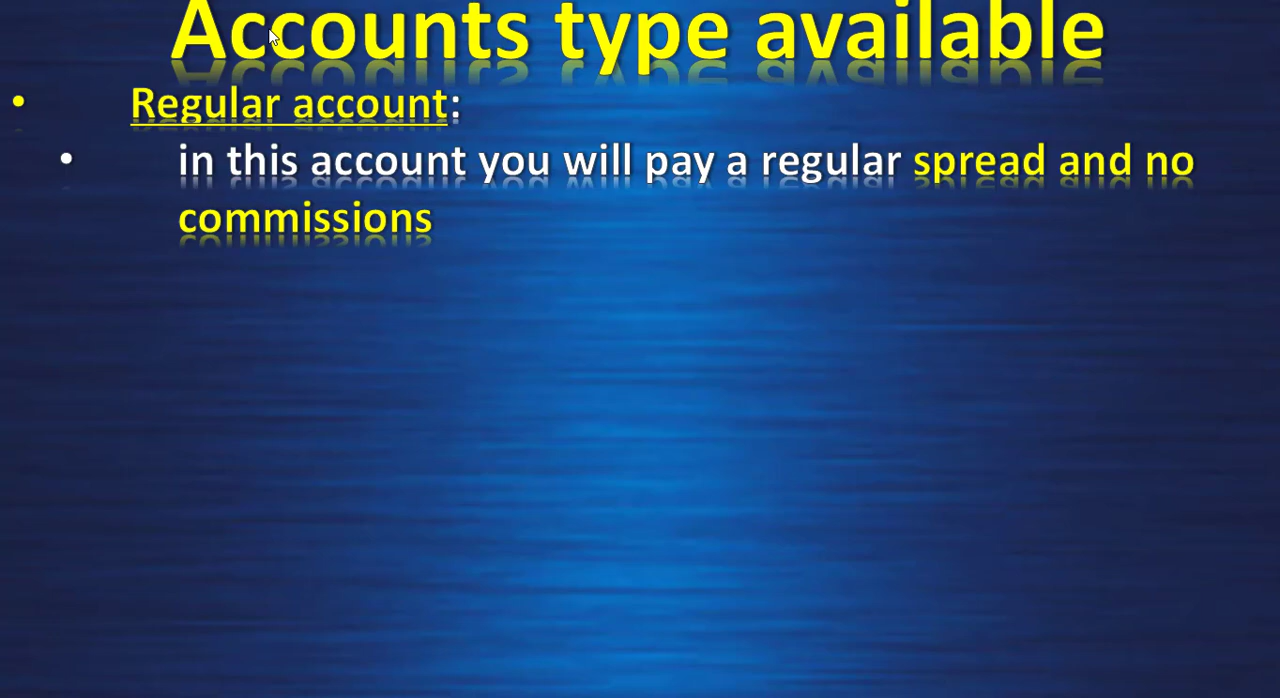 Accounts type available
• Regular account:
• in this account you will pay a regular spread and no
commissions